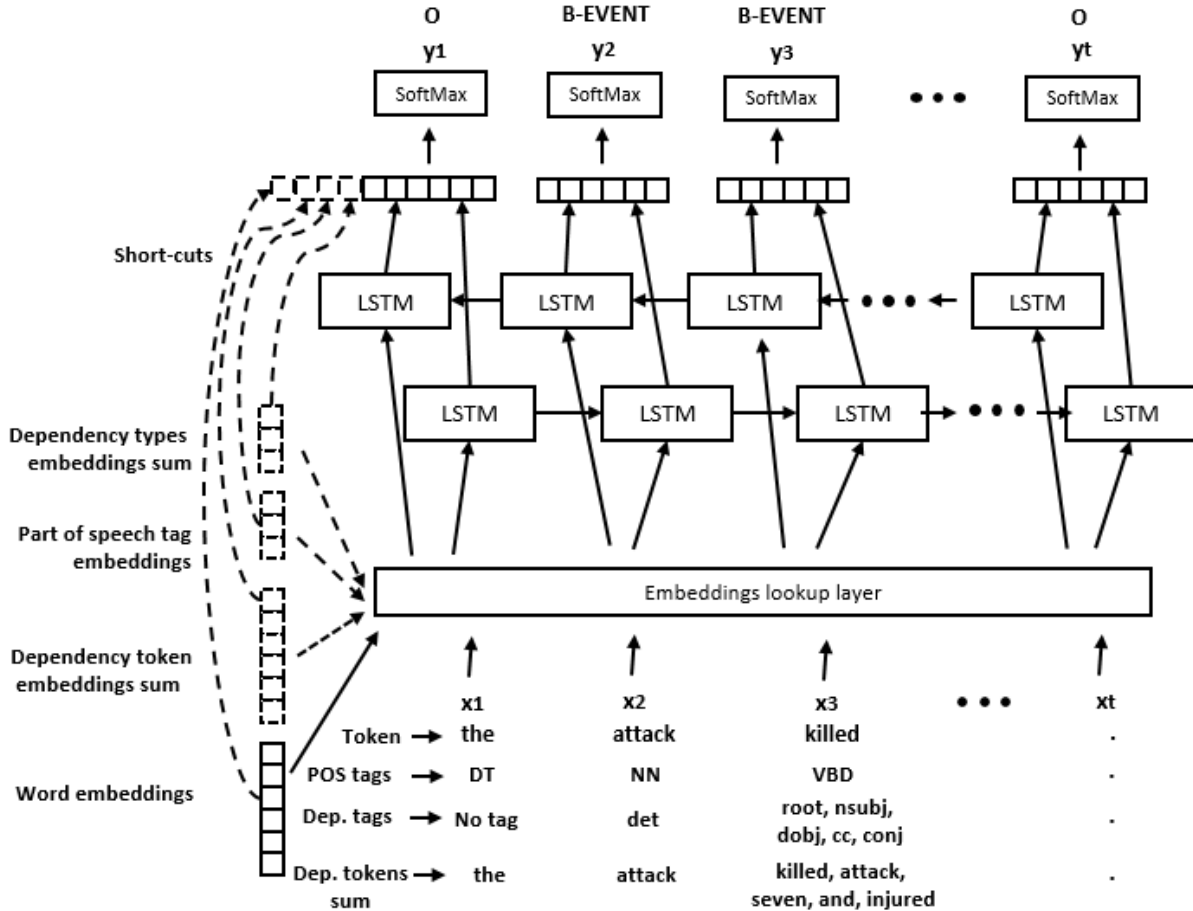 O B-EVENT B-EVENT O
y1 y2 y3 yt
SoftMax SoftMax SoftMax SoftMax
Short-cuts
LSTM LSTM LSTM LSTM
LSTM LSTM LSTM LSTM
Dependency types
embeddings sum
Part of speech tag
embeddings
Embeddings lookup layer
Dependency token
embeddings sum
x1 x2 x3 xt
Token the attack killed .
POS tags DT NN VBD .
Word embeddings
Dep. tags No tag det root, nsubj, .
dobj, cc, conj
Dep. tokens the attack killed, attack, .
sum seven, and, injured